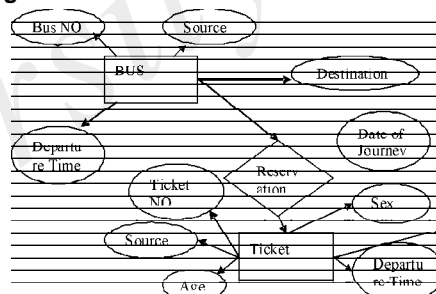 Bus NO
Source
BUS
Destination
Departu
re Time
Date of
Journey
Reserv
ation
Ticket
NO
Sex
Source
Ticket
Departu
re Time
Age